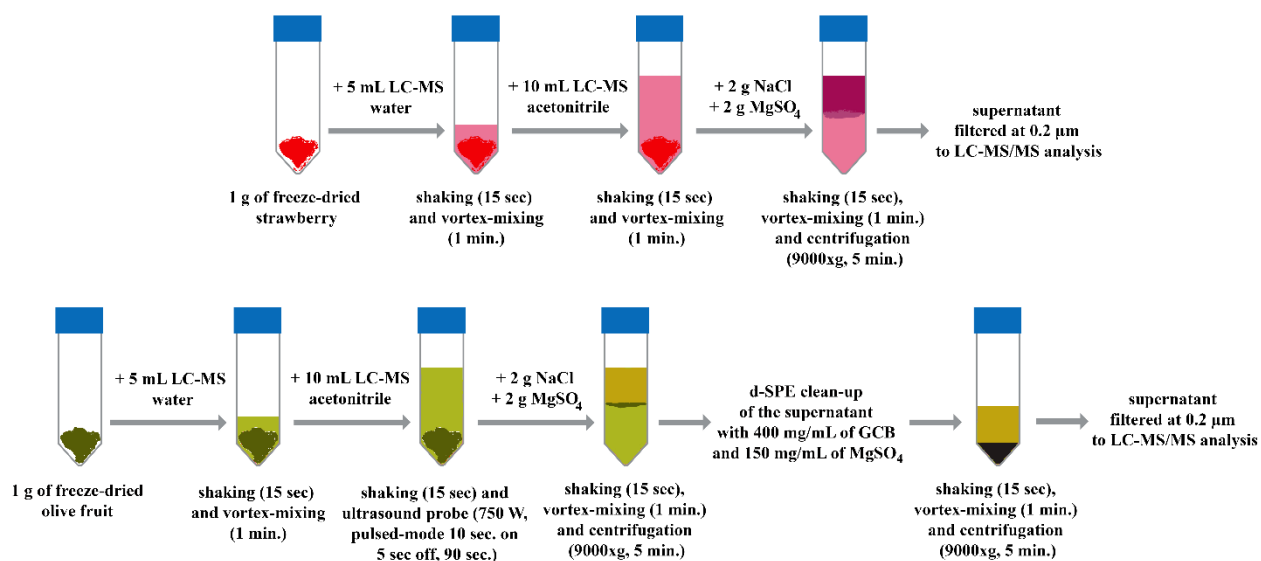 + 5 mL LC-MS
water
+ 10 mL LC-MS
acetonitrile
+ 2 g NaCl
+ 2 g MgSO4
supernatant
filtered at 0.2 µm
to LC-MS/MS analysis
1 g of freeze-dried
strawberry
shaking (15 sec)
and vortex-mixing
(1 min.)
shaking (15 sec)
and vortex-mixing
(1 min.)
shaking (15 sec),
vortex-mixing (1 min.)
and centrifugation
(9000xg, 5 min.)
+ 5 mL LC-MS
water
+ 10 mL LC-MS
acetonitrile
+ 2 g NaCl
+ 2 g MgSO4
d-SPE clean-up
of the supernatant
with 400 mg/mL of GCB
and 150 mg/mL of MgSO4
supernatant
filtered at 0.2 µm
to LC-MS/MS analysis
1 g of freeze-dried
olive fruit
shaking (15 sec)
and vortex-mixing
(1 min.)
shaking (15 sec) and
ultrasound probe (750 W,
pulsed-mode 10 sec. on
5 sec off, 90 sec.)
shaking (15 sec),
vortex-mixing (1 min.)
and centrifugation
(9000xg, 5 min.)
shaking (15 sec),
vortex-mixing (1 min.)
and centrifugation
(9000xg, 5 min.)